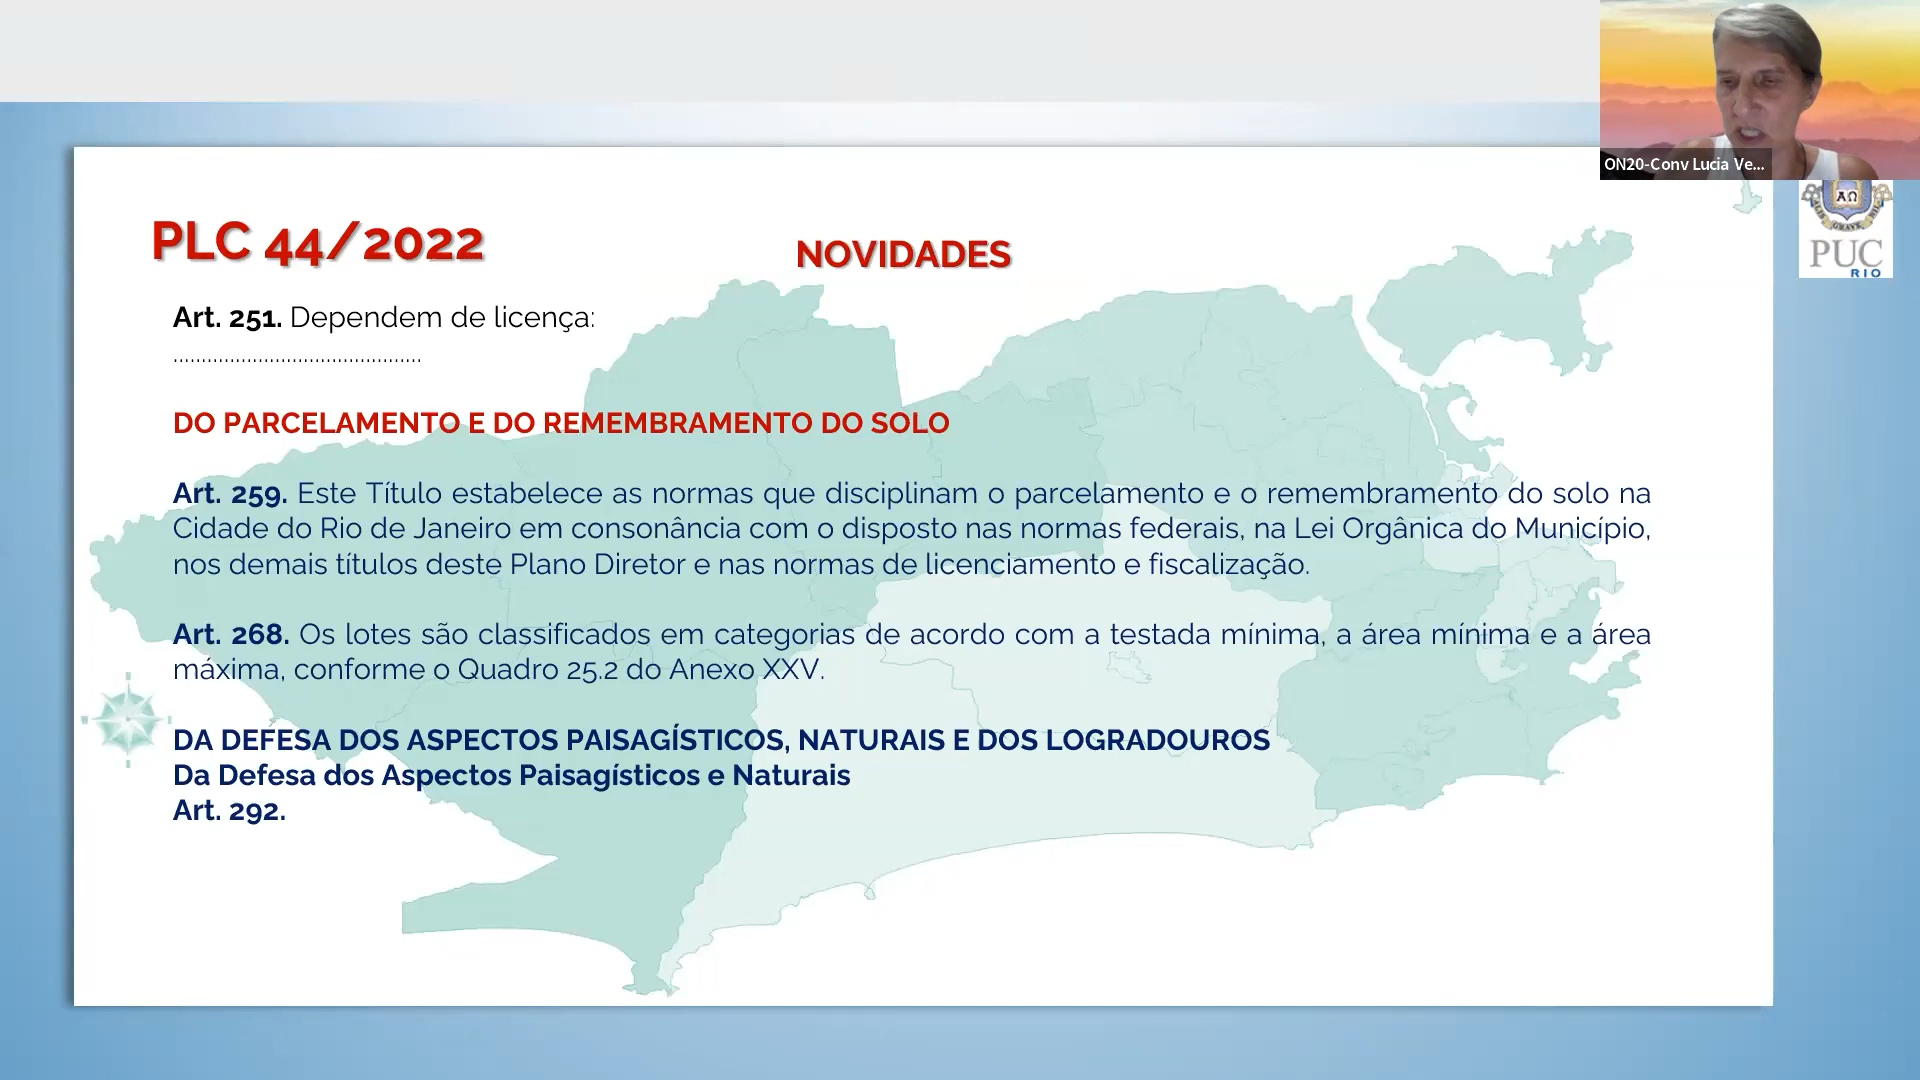 ON20-Conv Lucia Ve...
ΑΩ
GRAVE
PUC
RIO
PLC 44/2022
NOVIDADES
Art. 251. Dependem de licença:
............................................
DO PARCELAMENTO E DO REMEMBRAMENTO DO SOLO
Art. 259. Este Título estabelece as normas que disciplinam o parcelamento e o remembramento do solo na
Cidade do Rio de Janeiro em consonância com o disposto nas normas federais, na Lei Orgânica do Município,
nos demais títulos deste Plano Diretor e nas normas de licenciamento e fiscalização.
Art. 268. Os lotes são classificados em categorias de acordo com a testada mínima, a área mínima e a área
máxima, conforme o Quadro 25.2 do Anexo XXV.
DA DEFESA DOS ASPECTOS PAISAGÍSTICOS, NATURAIS E DOS LOGRADOUROS
Da Defesa dos Aspectos Paisagísticos e Naturais
Art. 292.